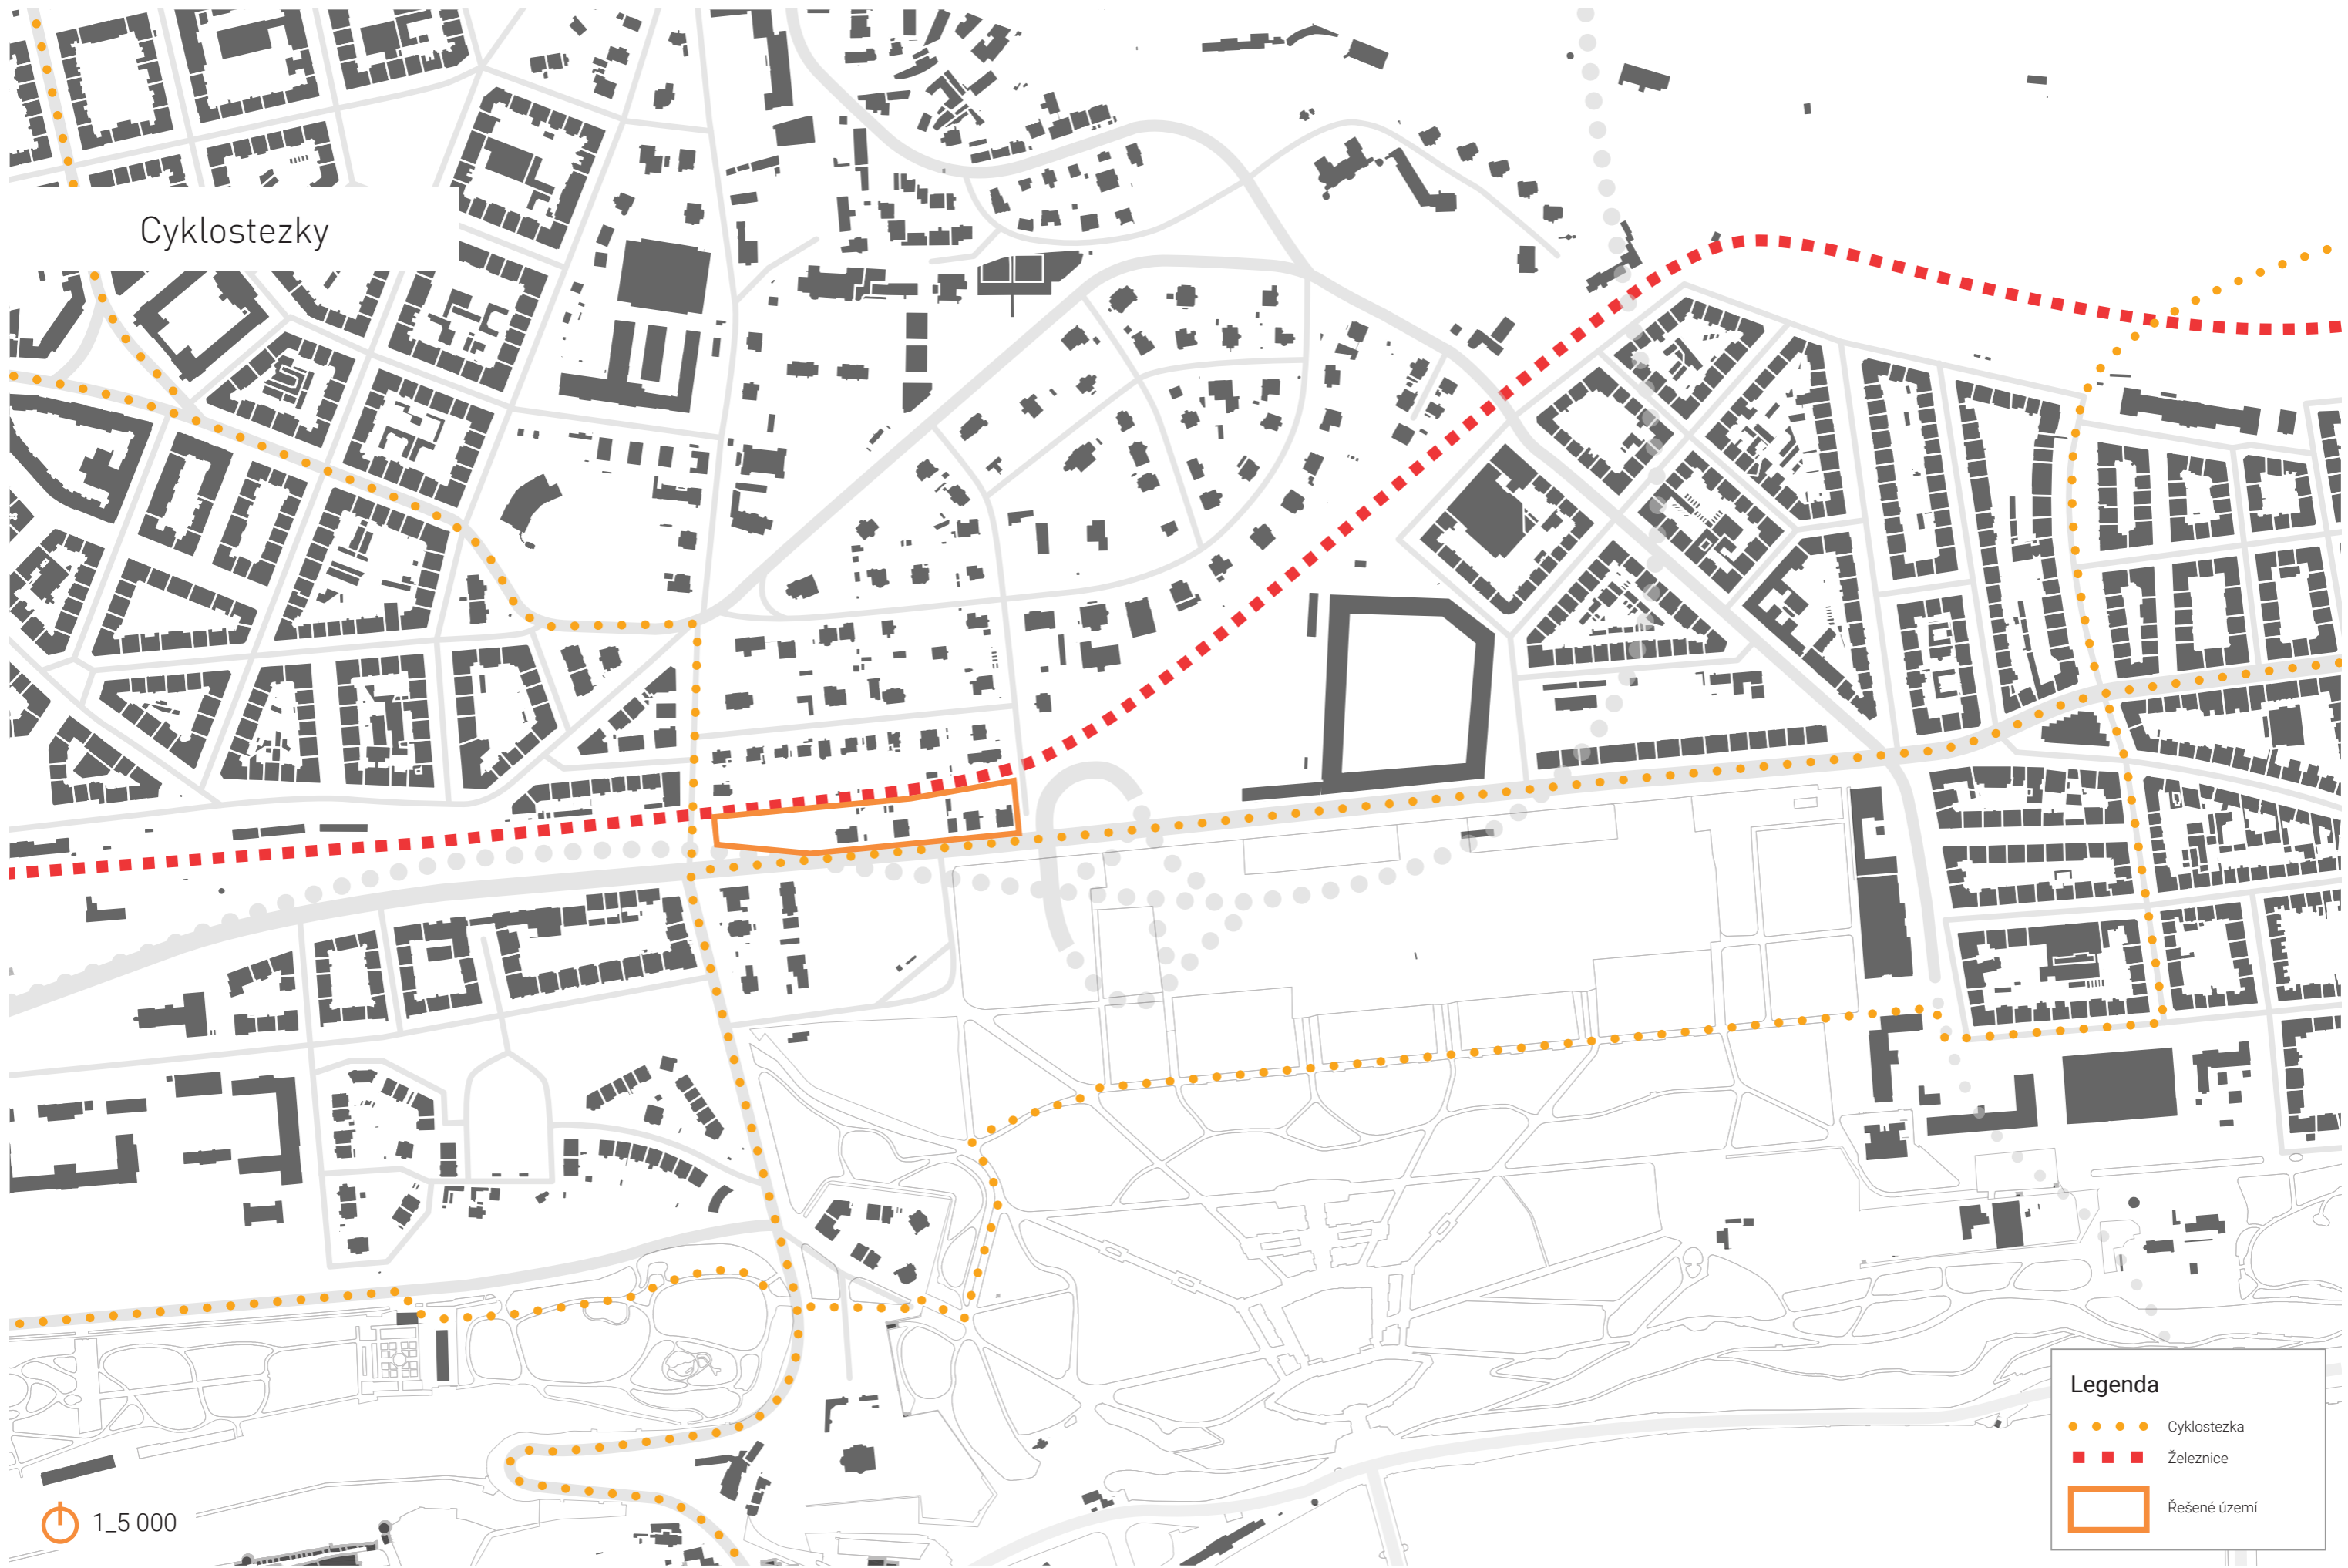 Cyklostezky
Legenda
Cyklostezka
Železnice
Řešené území
1_5 000